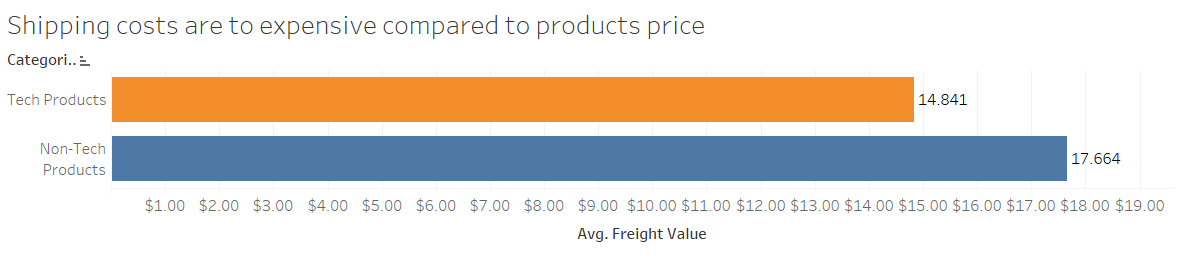 Shipping costs are to expensive compared to products price
Categori..
Tech Products
14.841
Non-Tech
Products
17.664
$1.00 $2.00 $3.00 $4.00 $5.00 $6.00 $7.00 $8.00 $9.00 $10.00 $11.00 $12.00 $13.00 $14.00 $15.00 $16.00 $17.00 $18.00 $19.00
Avg. Freight Value